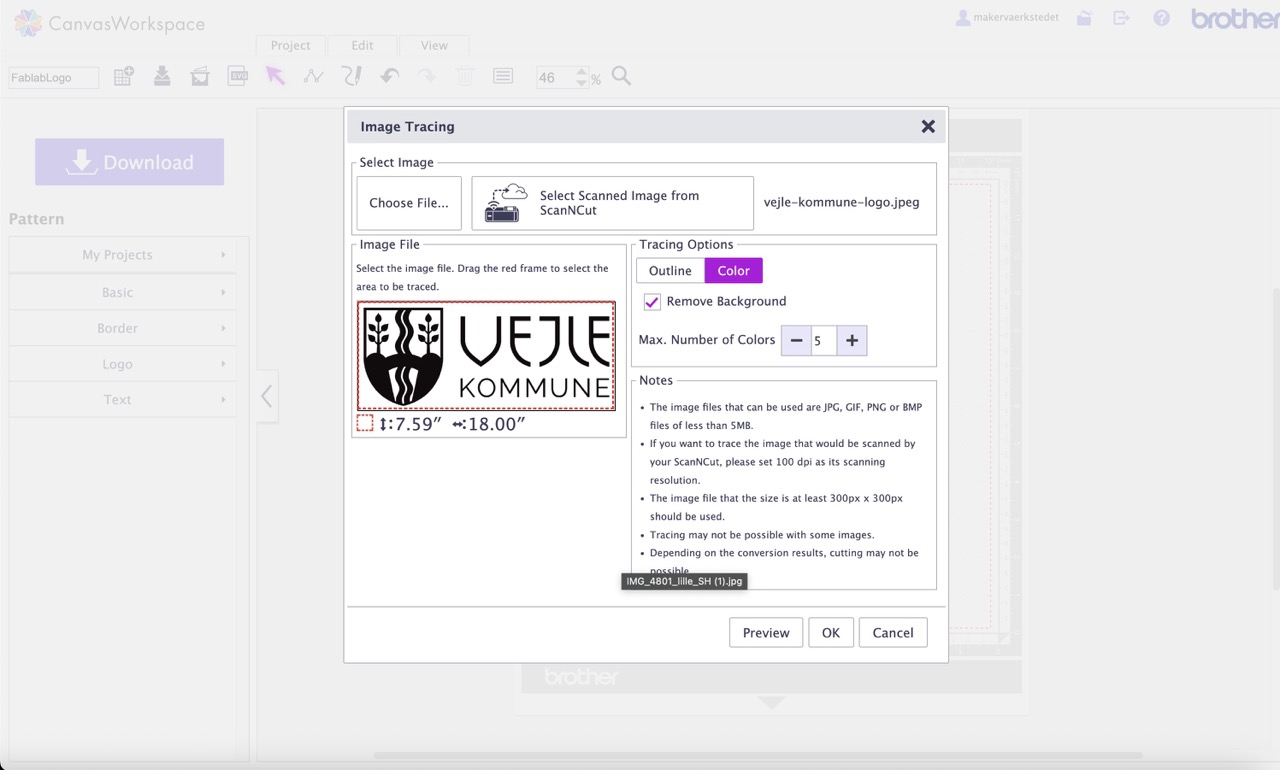 CanvasWorkspace
makervaerkstedet
brother
Project
Edit
View
FablabLogo
SVG
46
%
Download
Pattern
My Projects
Basic
Border
Logo
Text
Image Tracing
Select Image
Choose File...
Select Scanned Image from
ScanNCut
vejle-kommune-logo.jpeg
Image File
Select the image file. Drag the red frame to select the
area to be traced.
VEJLE
KOMMUNE
7.59″ 18.00″
Tracing Options
Outline
Color
Remove Background
Max. Number of Colors
5
Notes
• The image files that can be used are JPG, GIF, PNG or BMP
files of less than 5MB.
• If you want to trace the image that would be scanned by
your ScanNCut, please set 100 dpi as its scanning
resolution.
• The image file that the size is at least 300px x 300px
should be used.
• Tracing may not be possible with some images.
• Depending on the conversion results, cutting may not be
possible
IMG_4801_lille_SH (1).jpg
Preview
OK
Cancel
brother